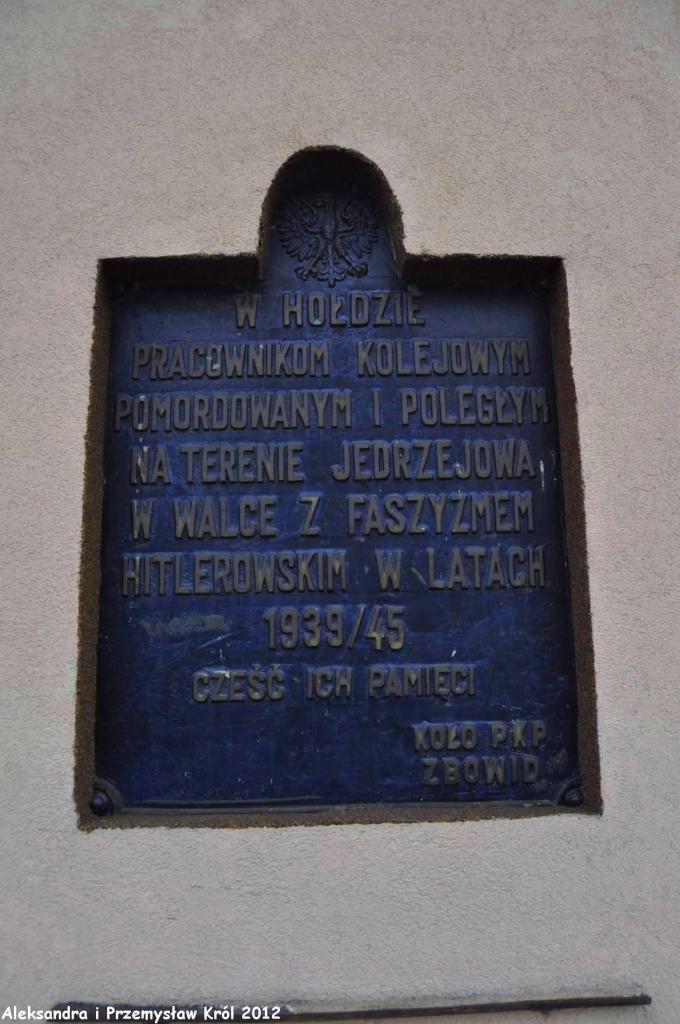 W HOŁDZIE
PRACOWNIKOM KOLEJOWYM
POMORDOWANYM I POLEGŁYM
NA TERENIE JEDRZEJOWA
W WALCE Z FASZYZMEM
HITLEROWSKIM W LATACH
1939/45
CZEŚĆ ICH PAMIĘCI
KOŁO PKP
ZBOWID
Aleksandra i Przemysław Król 2012